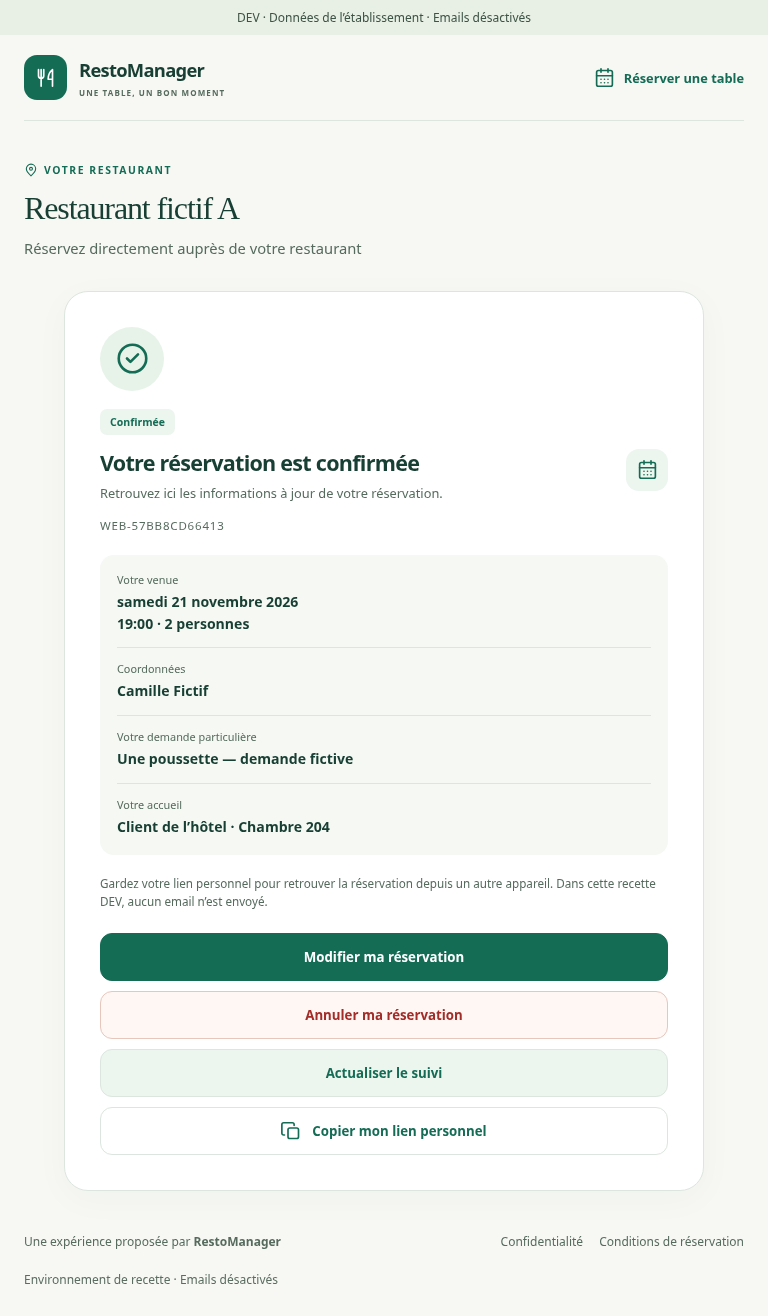 DEV · Données de l’établissement · Emails désactivés
RestoManager
UNE TABLE, UN BON MOMENT
Réserver une table
VOTRE RESTAURANT
Restaurant fictif A
Réservez directement auprès de votre restaurant
Confirmée
Votre réservation est confirmée
Retrouvez ici les informations à jour de votre réservation.
WEB-57BB8CD66413
Votre venue
samedi 21 novembre 2026
19:00 · 2 personnes
Coordonnées
Camille Fictif
Votre demande particulière
Une poussette — demande fictive
Votre accueil
Client de l’hôtel · Chambre 204
Gardez votre lien personnel pour retrouver la réservation depuis un autre appareil. Dans cette recette
DEV, aucun email n’est envoyé.
Modifier ma réservation
Annuler ma réservation
Actualiser le suivi
Copier mon lien personnel
Une expérience proposée par RestoManager
Confidentialité
Conditions de réservation
Environnement de recette · Emails désactivés